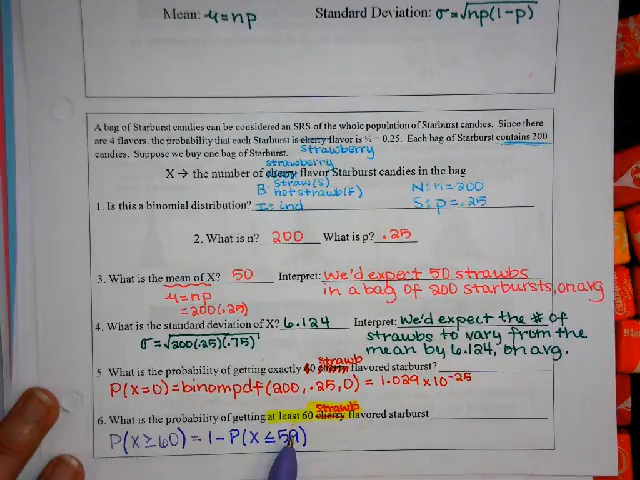 Mean: μ = np Standard Deviation: σ = √np(1-p)
A bag of Starburst candies can be considered an SRS of the whole population of Starburst candies. Since there
are 4 flavors, the probability that each Starburst is cherry flavor is ¼ = 0.25. Each bag of Starburst contains 200
strawberry
candies. Suppose we buy one bag of Starburst.
strawberry
X → the number of cherry flavor Starburst candies in the bag
B: straw(S) N: n=200
not strawb(F) S: p=.25
1. Is this a binomial distribution? I = ind
2. What is n? 200 What is p? .25
3. What is the mean of X? 50 Interpret: We'd expect 50 strawbs
μ=np in a bag of 200 starbursts, on avg
=200(.25)
4. What is the standard deviation of X? 6.124 Interpret: We'd expect the # of
σ=√200(.25)(.75) strawbs to vary from the
mean by 6.124, on avg.
strawb
5. What is the probability of getting exactly 0 cherry flavored starburst?
P(X=0)=binompdf(200,.25,0) = 1.029 x 10^-25
strawb
6. What is the probability of getting at least 60 cherry flavored starburst
P(X≥60) = 1 - P(X≤59)